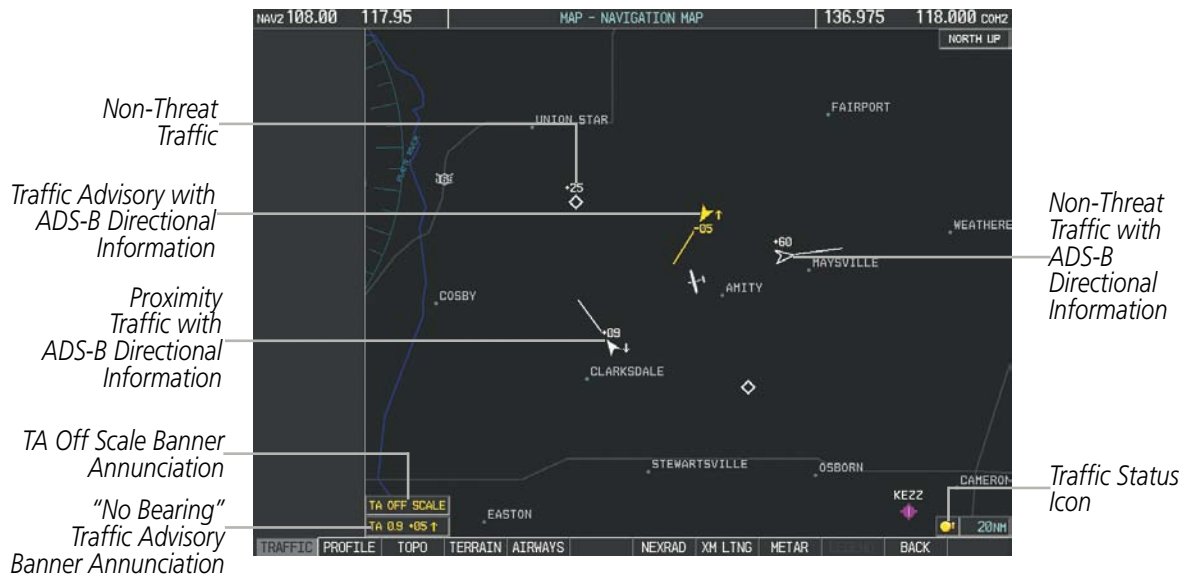 NAV2 108.00 117.95 MAP - NAVIGATION MAP 136.975 118.000 COM2
NORTH UP
Non-Threat
Traffic
Traffic Advisory with
ADS-B Directional
Information
Proximity
Traffic with
ADS-B Directional
Information
TA Off Scale Banner
Annunciation
“No Bearing”
Traffic Advisory
Banner Annunciation
PLATTE RIVER
UNION STAR
FAIRPORT
+25
-05
+60
WEATHERE
MAYSVILLE
AMITY
COSBY
+09
CLARKSDALE
STEWARTSVILLE
OSBORN
CAMERON
KEZZ
EASTON
TA OFF SCALE
TA 0.9 +05 ↑
20NM
Non-Threat
Traffic with
ADS-B
Directional
Information
Traffic Status
Icon
TRAFFIC PROFILE TOPO TERRAIN AIRWAYS NEXRAD XM LTNG METAR LEGEND BACK